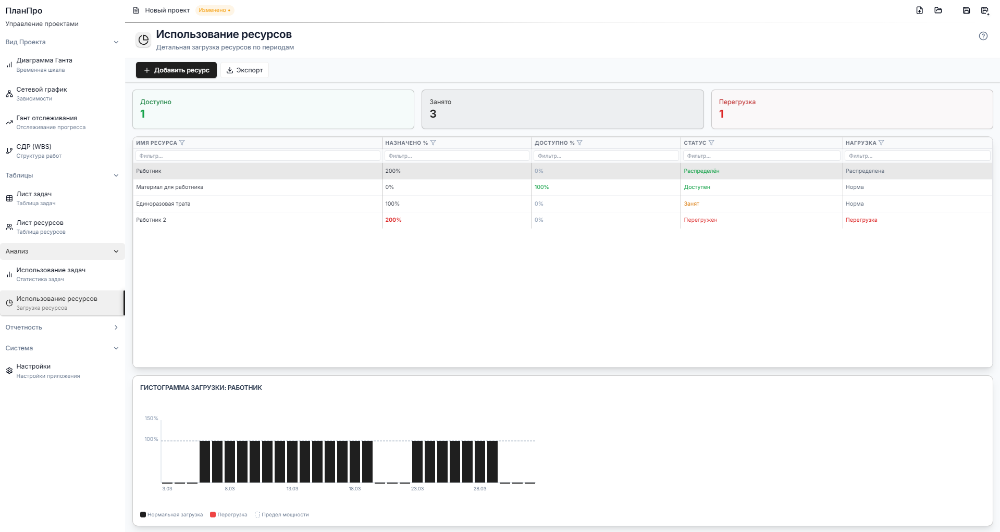 ПланПро
Управление проектами
Вид Проекта
Диаграмма Ганта
Временная шкала
Сетевой график
Зависимости
Гант отслеживания
Отслеживание прогресса
СДР (WBS)
Структура работ
Таблицы
Лист задач
Таблица задач
Лист ресурсов
Таблица ресурсов
Анализ
Использование задач
Статистика задач
Использование ресурсов
Загрузка ресурсов
Отчетность
Система
Настройки
Настройки приложения
Новый проект Изменено •
Использование ресурсов
Детальная загрузка ресурсов по периодам
+ Добавить ресурс Экспорт
Доступно
1
Занято
3
Перегрузка
1
ИМЯ РЕСУРСА НАЗНАЧЕНО % ДОСТУПНО % СТАТУС НАГРУЗКА
Фильтр... Фильтр... Фильтр... Фильтр... Фильтр...
Работник 200% 0% Распределён Распределена
Материал для работника 0% 100% Доступен Норма
Единоразовая трата 100% 0% Занят Норма
Работник 2 200% 0% Перегружен Перегрузка
ГИСТОГРАММА ЗАГРУЗКИ: РАБОТНИК
150%
100%
3.03 8.03 13.03 18.03 23.03 28.03
Нормальная загрузка Перегрузка Предел мощности